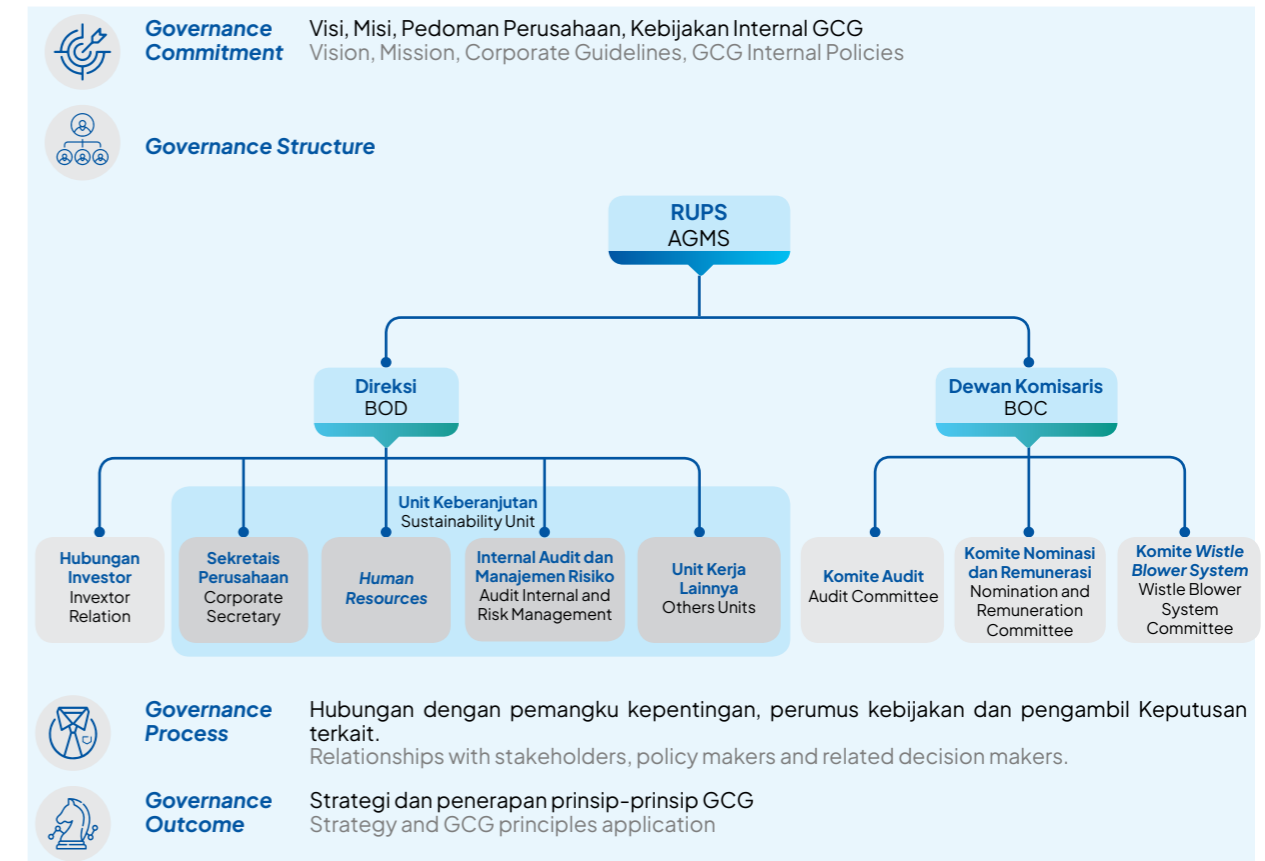 Governance
Commitment
Visi, Misi, Pedoman Perusahaan, Kebijakan Internal GCG
Vision, Mission, Corporate Guidelines, GCG Internal Policies
Governance Structure
RUPS
AGMS
Direksi
BOD
Dewan Komisaris
BOC
Unit Keberanjutan
Sustainability Unit
Hubungan
Investor
Invextor
Relation
Sekretais
Perusahaan
Corporate
Secretary
Human
Resources
Internal Audit dan
Manajemen Risiko
Audit Internal and
Risk Management
Unit Kerja
Lainnya
Others Units
Komite Audit
Audit Committee
Komite Nominasi
dan Remunerasi
Nomination and
Remuneration
Committee
Komite Wistle
Blower System
Wistle Blower
System
Committee
Governance
Process
Hubungan dengan pemangku kepentingan, perumus kebijakan dan pengambil Keputusan
terkait.
Relationships with stakeholders, policy makers and related decision makers.
Governance
Outcome
Strategi dan penerapan prinsip-prinsip GCG
Strategy and GCG principles application